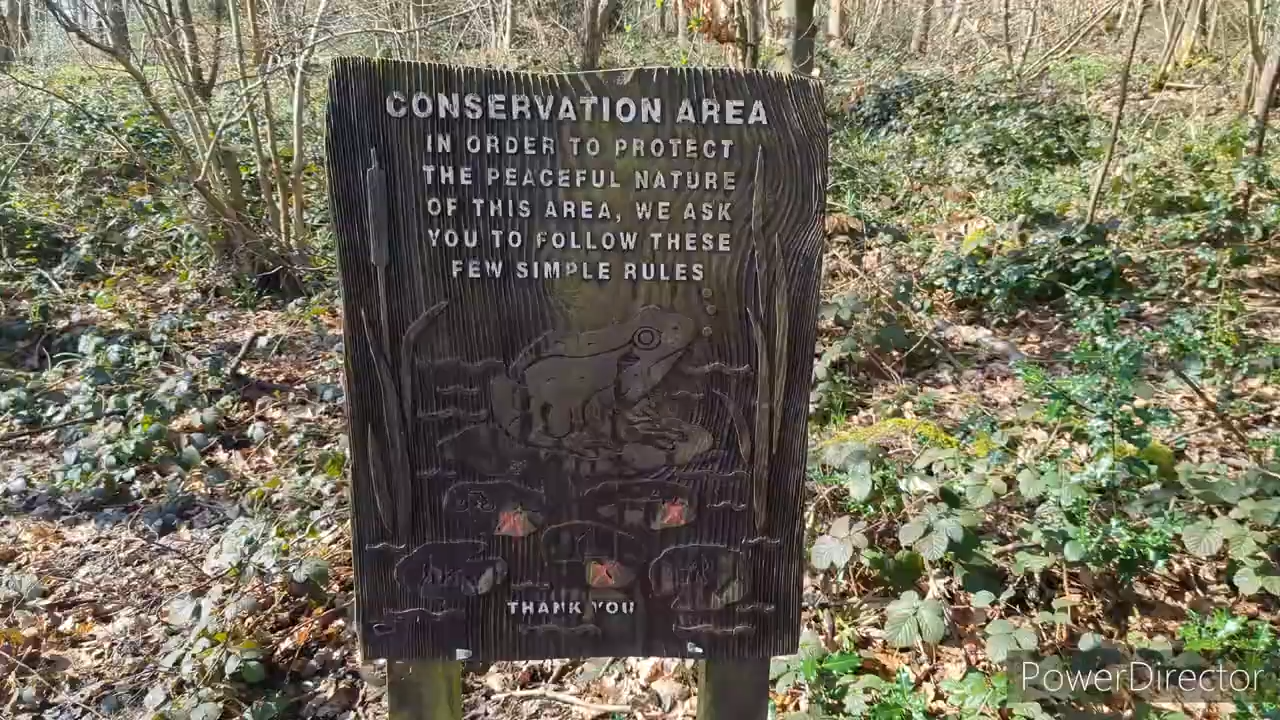 CONSERVATION AREA
IN ORDER TO PROTECT
THE PEACEFUL NATURE
OF THIS AREA, WE ASK
YOU TO FOLLOW THESE
FEW SIMPLE RULES
THANK YOU
PowerDirector